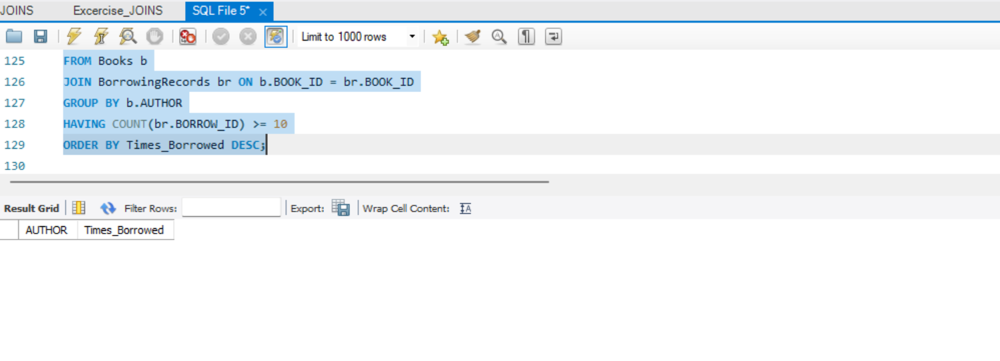 JOINS Excercise_JOINS SQL File 5*
Limit to 1000 rows
125 FROM Books b
126 JOIN BorrowingRecords br ON b.BOOK_ID = br.BOOK_ID
127 GROUP BY b.AUTHOR
128 HAVING COUNT(br.BORROW_ID) >= 10
129 ORDER BY Times_Borrowed DESC;
130
Result Grid Filter Rows: Export: Wrap Cell Content: IA
AUTHOR Times_Borrowed